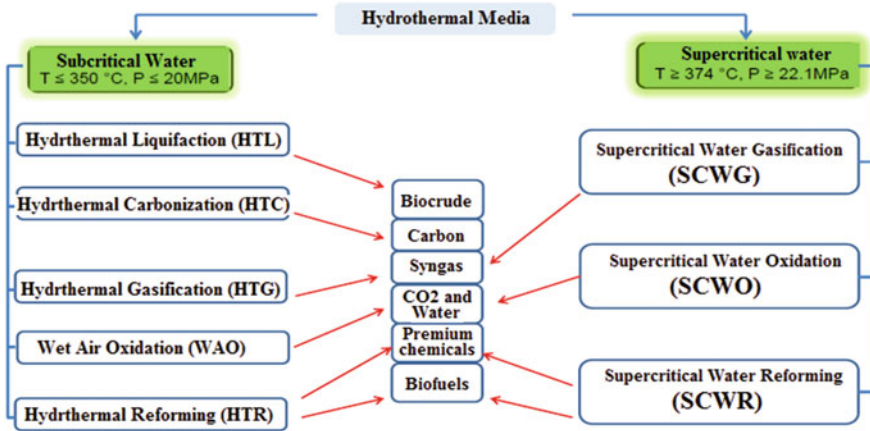 Hydrothermal Media
Subcritical Water
T ≤ 350 °C, P ≤ 20MPa
Hydrthermal Liquifaction (HTL)
Hydrthermal Carbonization (HTC)
Hydrthermal Gasification (HTG)
Wet Air Oxidation (WAO)
Hydrthermal Reforming (HTR)
Biocrude
Carbon
Syngas
CO2 and
Water
Premium
chemicals
Biofuels
Supercritical water
T ≥ 374 °C, P ≥ 22.1MPa
Supercritical Water Gasification
(SCWG)
Supercritical Water Oxidation
(SCWO)
Supercritical Water Reforming
(SCWR)